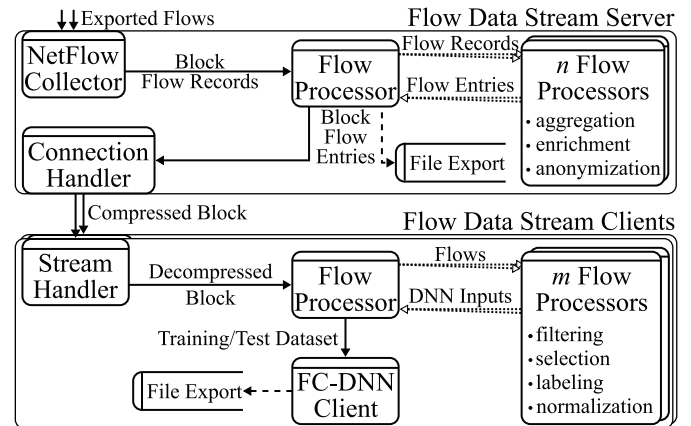 Exported Flows
Flow Data Stream Server
NetFlow
Collector
Block
Flow Records
Flow
Processor
Flow Records
Flow Entries
n Flow
Processors
· aggregation
· enrichment
· anonymization
Block
Flow
Entries
File Export
Connection
Handler
Compressed Block
Flow Data Stream Clients
Stream
Handler
Decompressed
Block
Flow
Processor
Flows
DNN Inputs
m Flow
Processors
· filtering
· selection
· labeling
· normalization
Training/Test Dataset
File Export
FC-DNN
Client